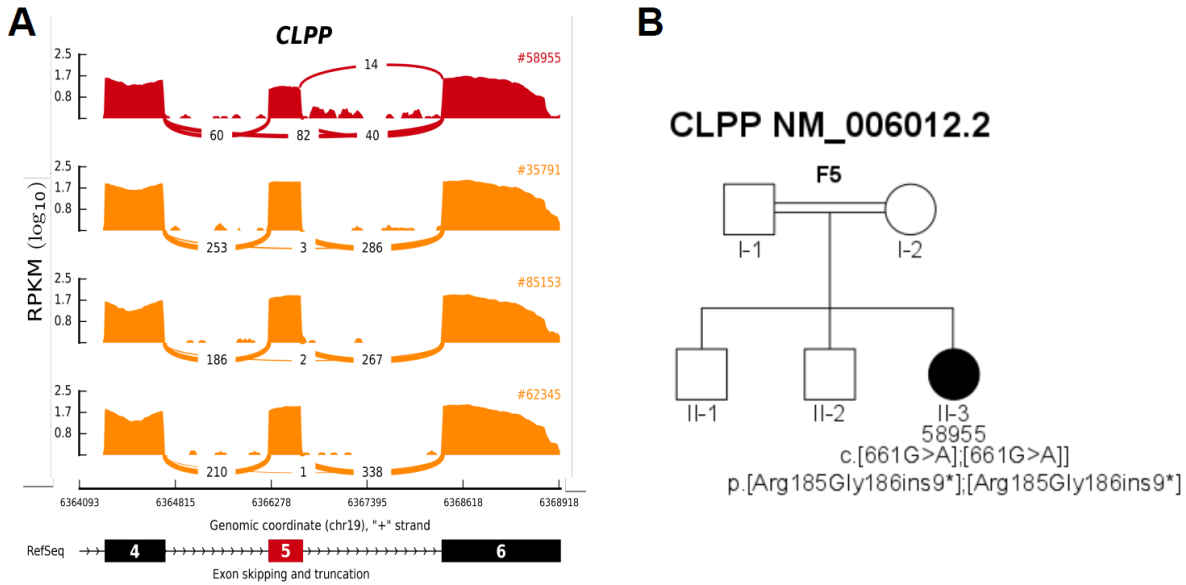 A
CLPP
#58955
2.5
1.7
0.8
14
60
82
40
#35791
2.5
1.7
0.8
253
3
286
#85153
2.5
1.7
0.8
186
2
267
#62345
2.5
1.7
0.8
210
1
338
RPKM (log10)
6364093 6364815 6366278 6367395 6368618 6368918
Genomic coordinate (chr19), "+" strand
RefSeq 4 5 6
Exon skipping and truncation
B
CLPP NM_006012.2
F5
I-1 I-2
II-1 II-2 II-3
58955
c.[661G>A];[661G>A]]
p.[Arg185Gly186ins9*];[Arg185Gly186ins9*]